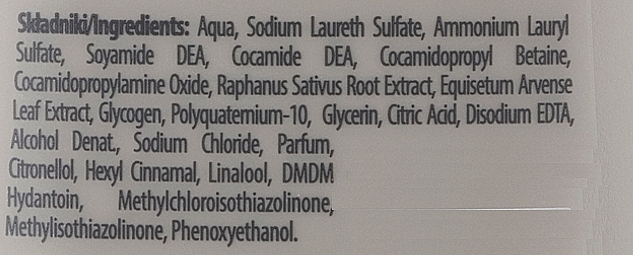 Składniki/Ingredients: Aqua, Sodium Laureth Sulfate, Ammonium Lauryl
Sulfate, Soyamide DEA, Cocamide DEA, Cocamidopropyl Betaine,
Cocamidopropylamine Oxide, Raphanus Sativus Root Extract, Equisetum Arvense
Leaf Extract, Glycogen, Polyquaternium-10, Glycerin, Citric Acid, Disodium EDTA,
Alcohol Denat., Sodium Chloride, Parfum,
Citronellol, Hexyl Cinnamal, Linalool, DMDM
Hydantoin, Methylchloroisothiazolinone,
Methylisothiazolinone, Phenoxyethanol.